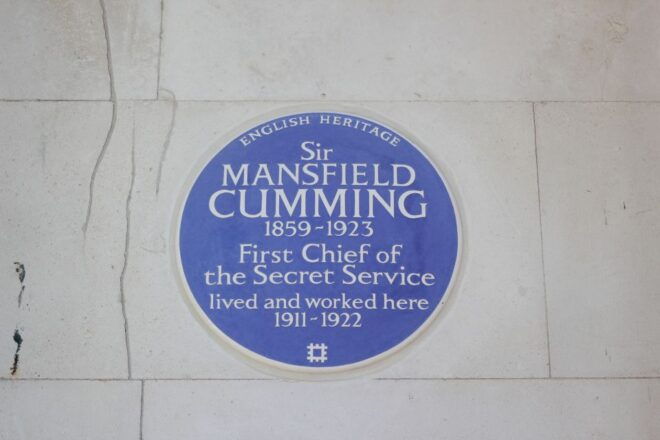 ENGLISH HERITAGE
Sir
MANSFIELD
CUMMING
1859-1923
First Chief of
the Secret Service
lived and worked here
1911-1922